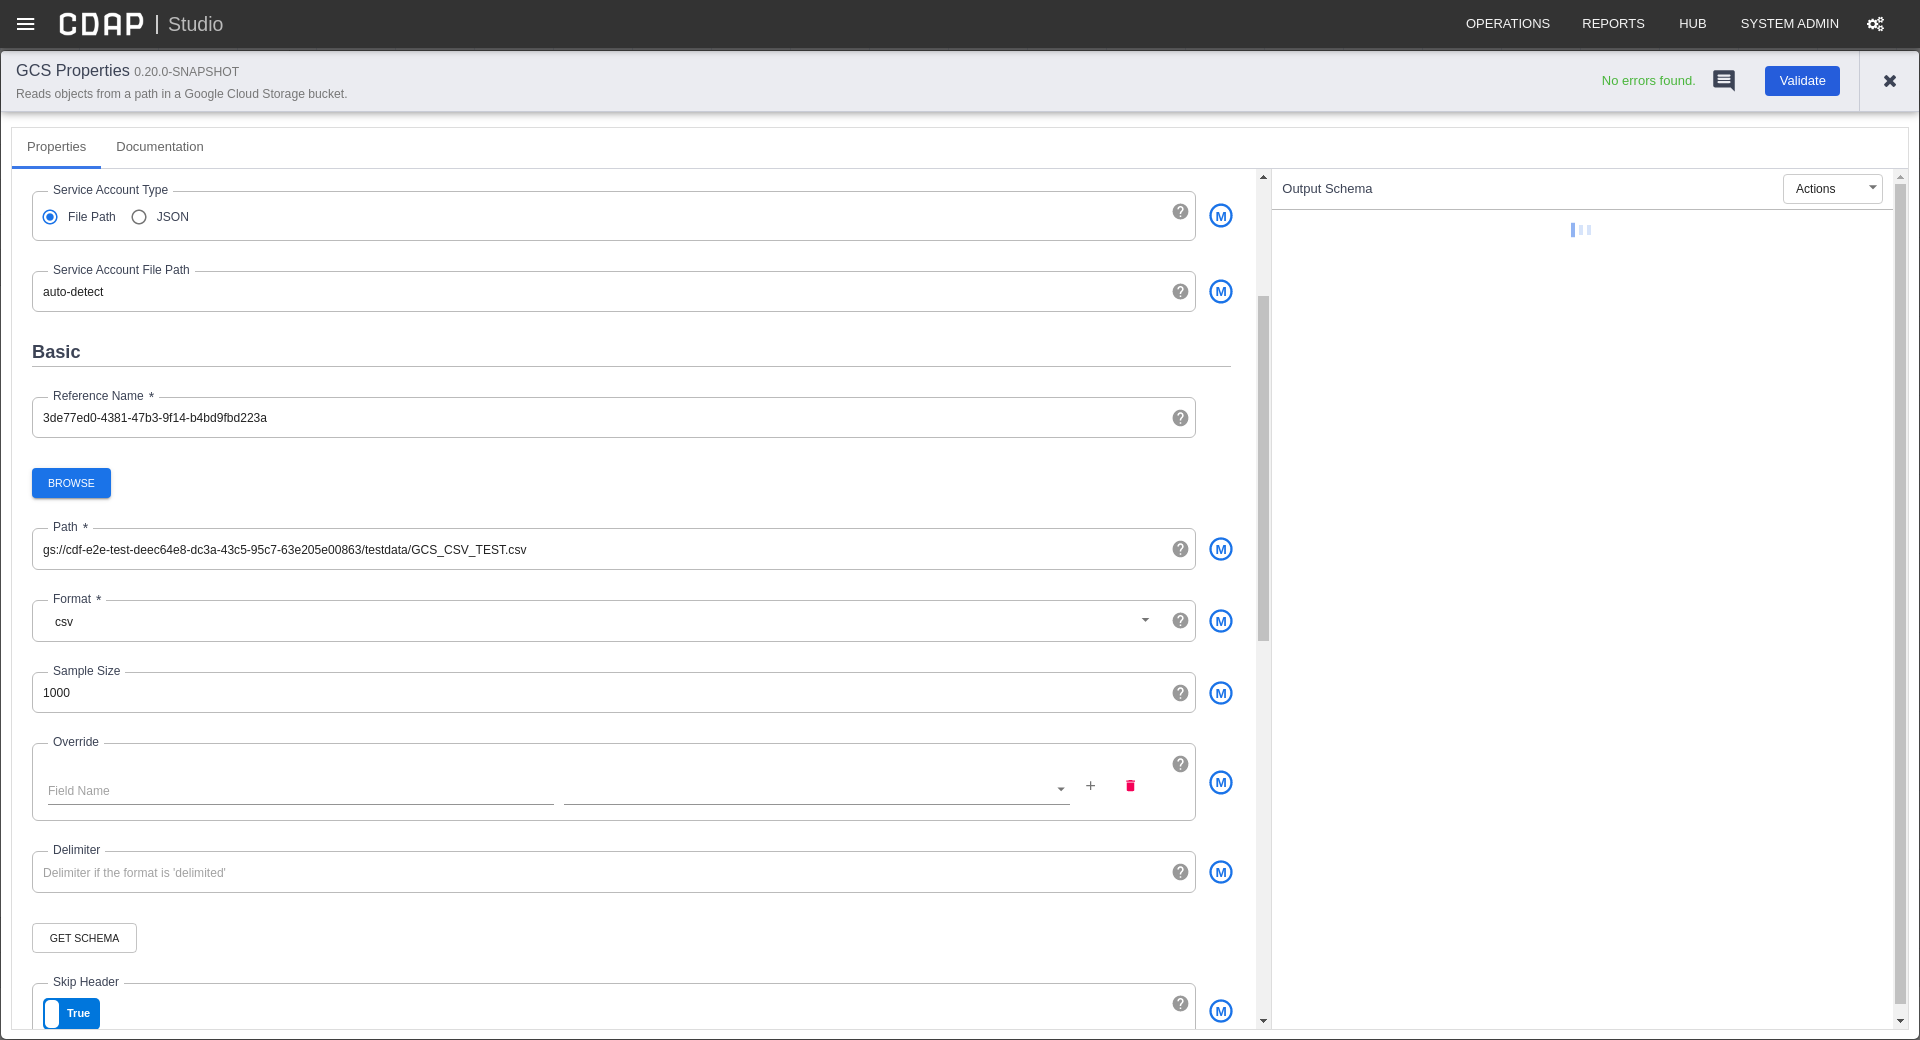 CDAP | Studio
OPERATIONS REPORTS HUB SYSTEM ADMIN
GCS Properties 0.20.0-SNAPSHOT
Reads objects from a path in a Google Cloud Storage bucket.
No errors found.
Validate
Properties Documentation
Service Account Type
File Path JSON
M
Service Account File Path
auto-detect
M
Basic
Reference Name *
3de77ed0-4381-47b3-9f14-b4bd9fbd223a
BROWSE
Path *
gs://cdf-e2e-test-deec64e8-dc3a-43c5-95c7-63e205e00863/testdata/GCS_CSV_TEST.csv
M
Format *
csv
M
Sample Size
1000
M
Override
Field Name
M
Delimiter
Delimiter if the format is 'delimited'
M
GET SCHEMA
Skip Header
True
M
Output Schema
Actions